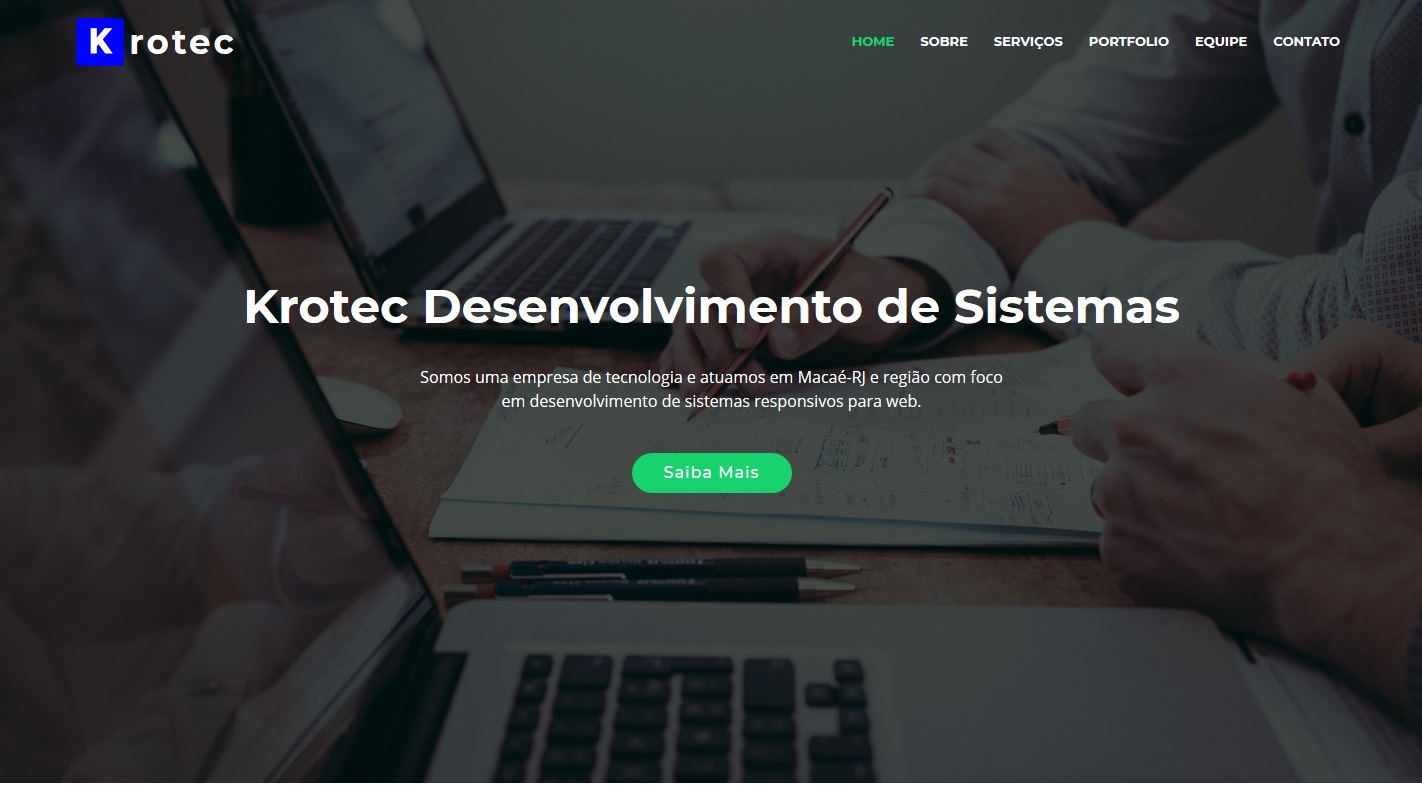 Krotec
HOME SOBRE SERVIÇOS PORTFOLIO EQUIPE CONTATO
Krotec Desenvolvimento de Sistemas
Somos uma empresa de tecnologia e atuamos em Macaé-RJ e região com foco
em desenvolvimento de sistemas responsivos para web.
Saiba Mais